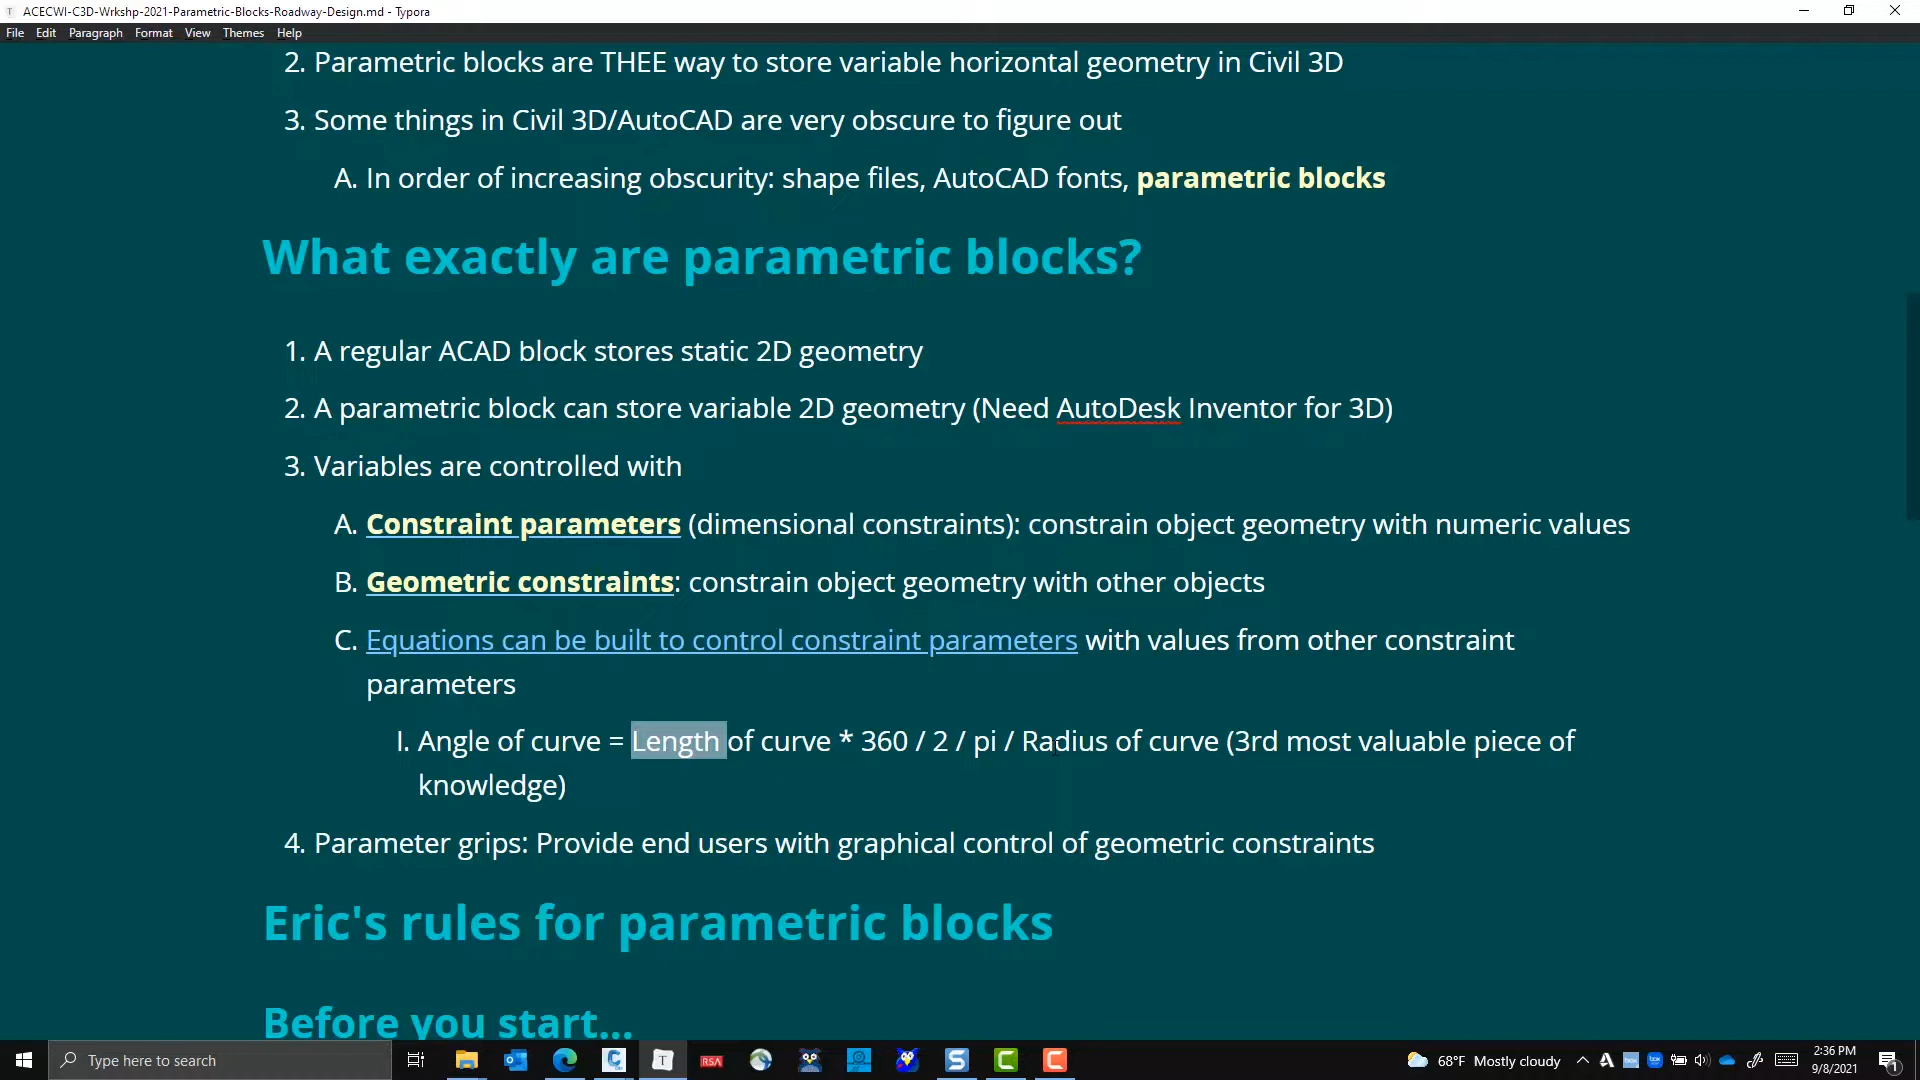 ACECWI-C3D-Wrkshp-2021-Parametric-Blocks-Roadway-Design.md - Typora
File Edit Paragraph Format View Themes Help
2. Parametric blocks are THEE way to store variable horizontal geometry in Civil 3D
3. Some things in Civil 3D/AutoCAD are very obscure to figure out
A. In order of increasing obscurity: shape files, AutoCAD fonts, parametric blocks
What exactly are parametric blocks?
1. A regular ACAD block stores static 2D geometry
2. A parametric block can store variable 2D geometry (Need AutoDesk Inventor for 3D)
3. Variables are controlled with
A. Constraint parameters (dimensional constraints): constrain object geometry with numeric values
B. Geometric constraints: constrain object geometry with other objects
C. Equations can be built to control constraint parameters with values from other constraint
parameters
I. Angle of curve = Length of curve * 360 / 2 / pi / Radius of curve (3rd most valuable piece of
knowledge)
4. Parameter grips: Provide end users with graphical control of geometric constraints
Eric's rules for parametric blocks
Before you start...
Type here to search
RSA
68°F Mostly cloudy
2:36 PM
9/8/2021